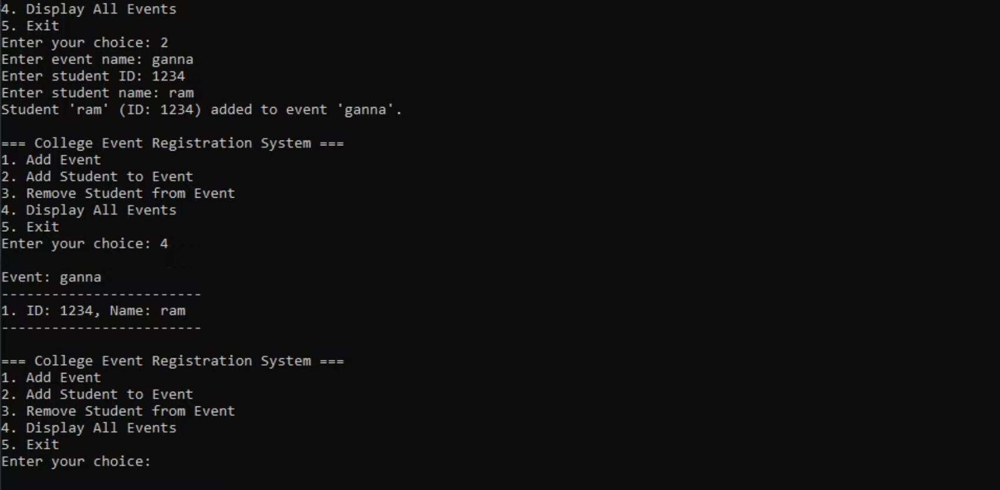 4. Display All Events
5. Exit
Enter your choice: 2
Enter event name: ganna
Enter student ID: 1234
Enter student name: ram
Student 'ram' (ID: 1234) added to event 'ganna'.
=== College Event Registration System ===
1. Add Event
2. Add Student to Event
3. Remove Student from Event
4. Display All Events
5. Exit
Enter your choice: 4
Event: ganna
------------------------
1. ID: 1234, Name: ram
------------------------
=== College Event Registration System ===
1. Add Event
2. Add Student to Event
3. Remove Student from Event
4. Display All Events
5. Exit
Enter your choice: